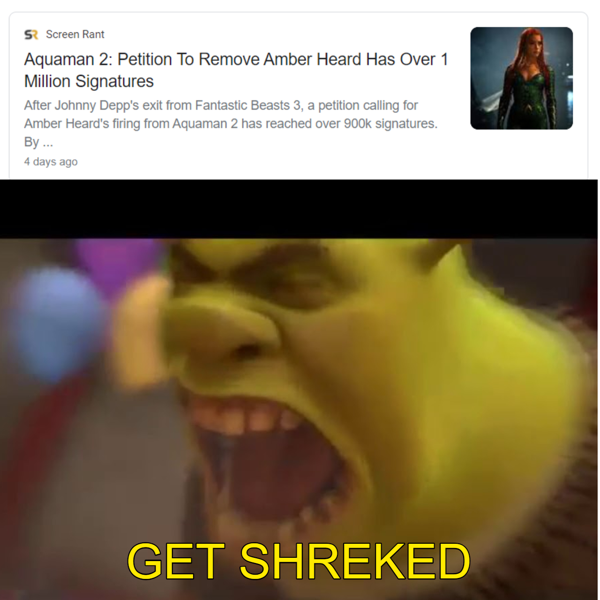 SR Screen Rant
Aquaman 2: Petition To Remove Amber Heard Has Over 1
Million Signatures
After Johnny Depp's exit from Fantastic Beasts 3, a petition calling for
Amber Heard's firing from Aquaman 2 has reached over 900k signatures.
By ...
4 days ago
GET SHREKED